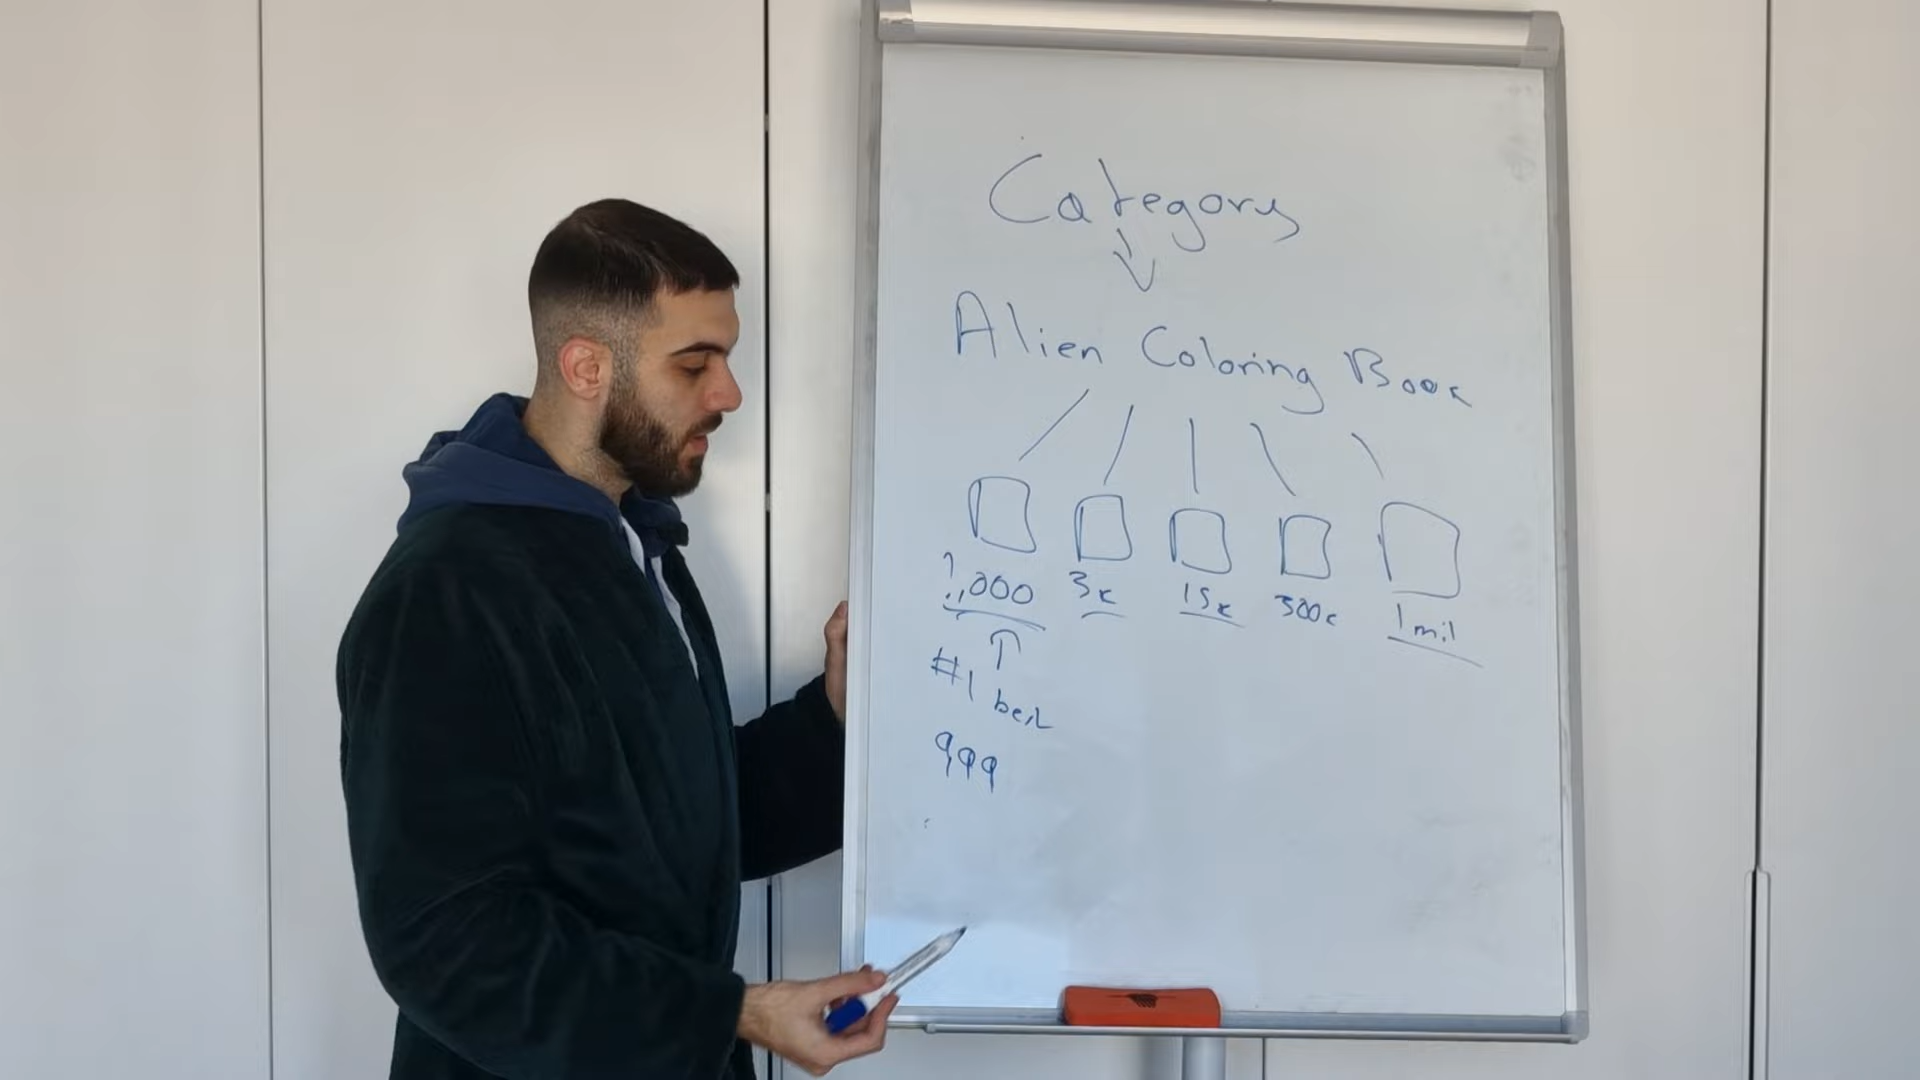 Category
Alien Coloring Book
1,000 3k 15k 300k 1mil
#1 best
999